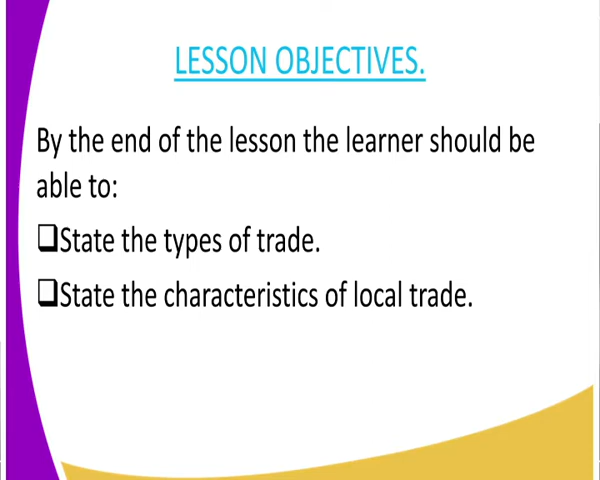 LESSON OBJECTIVES.
By the end of the lesson the learner should be
able to:
❑State the types of trade.
❑State the characteristics of local trade.